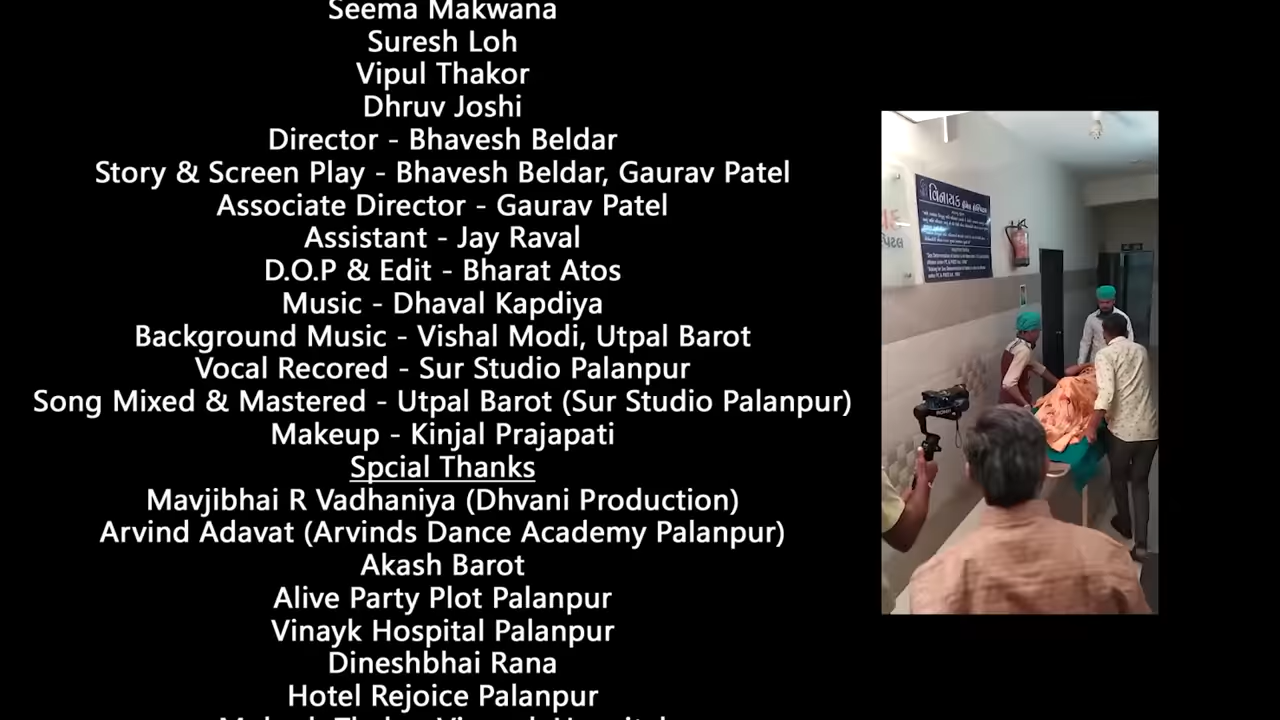 Seema Makwana
Suresh Loh
Vipul Thakor
Dhruv Joshi
Director - Bhavesh Beldar
Story & Screen Play - Bhavesh Beldar, Gaurav Patel
Associate Director - Gaurav Patel
Assistant - Jay Raval
D.O.P & Edit - Bharat Atos
Music - Dhaval Kapdiya
Background Music - Vishal Modi, Utpal Barot
Vocal Recored - Sur Studio Palanpur
Song Mixed & Mastered - Utpal Barot (Sur Studio Palanpur)
Makeup - Kinjal Prajapati
Spcial Thanks
Mavjibhai R Vadhaniya (Dhvani Production)
Arvind Adavat (Arvinds Dance Academy Palanpur)
Akash Barot
Alive Party Plot Palanpur
Vinayk Hospital Palanpur
Dineshbhai Rana
Hotel Rejoice Palanpur
વિનાયક